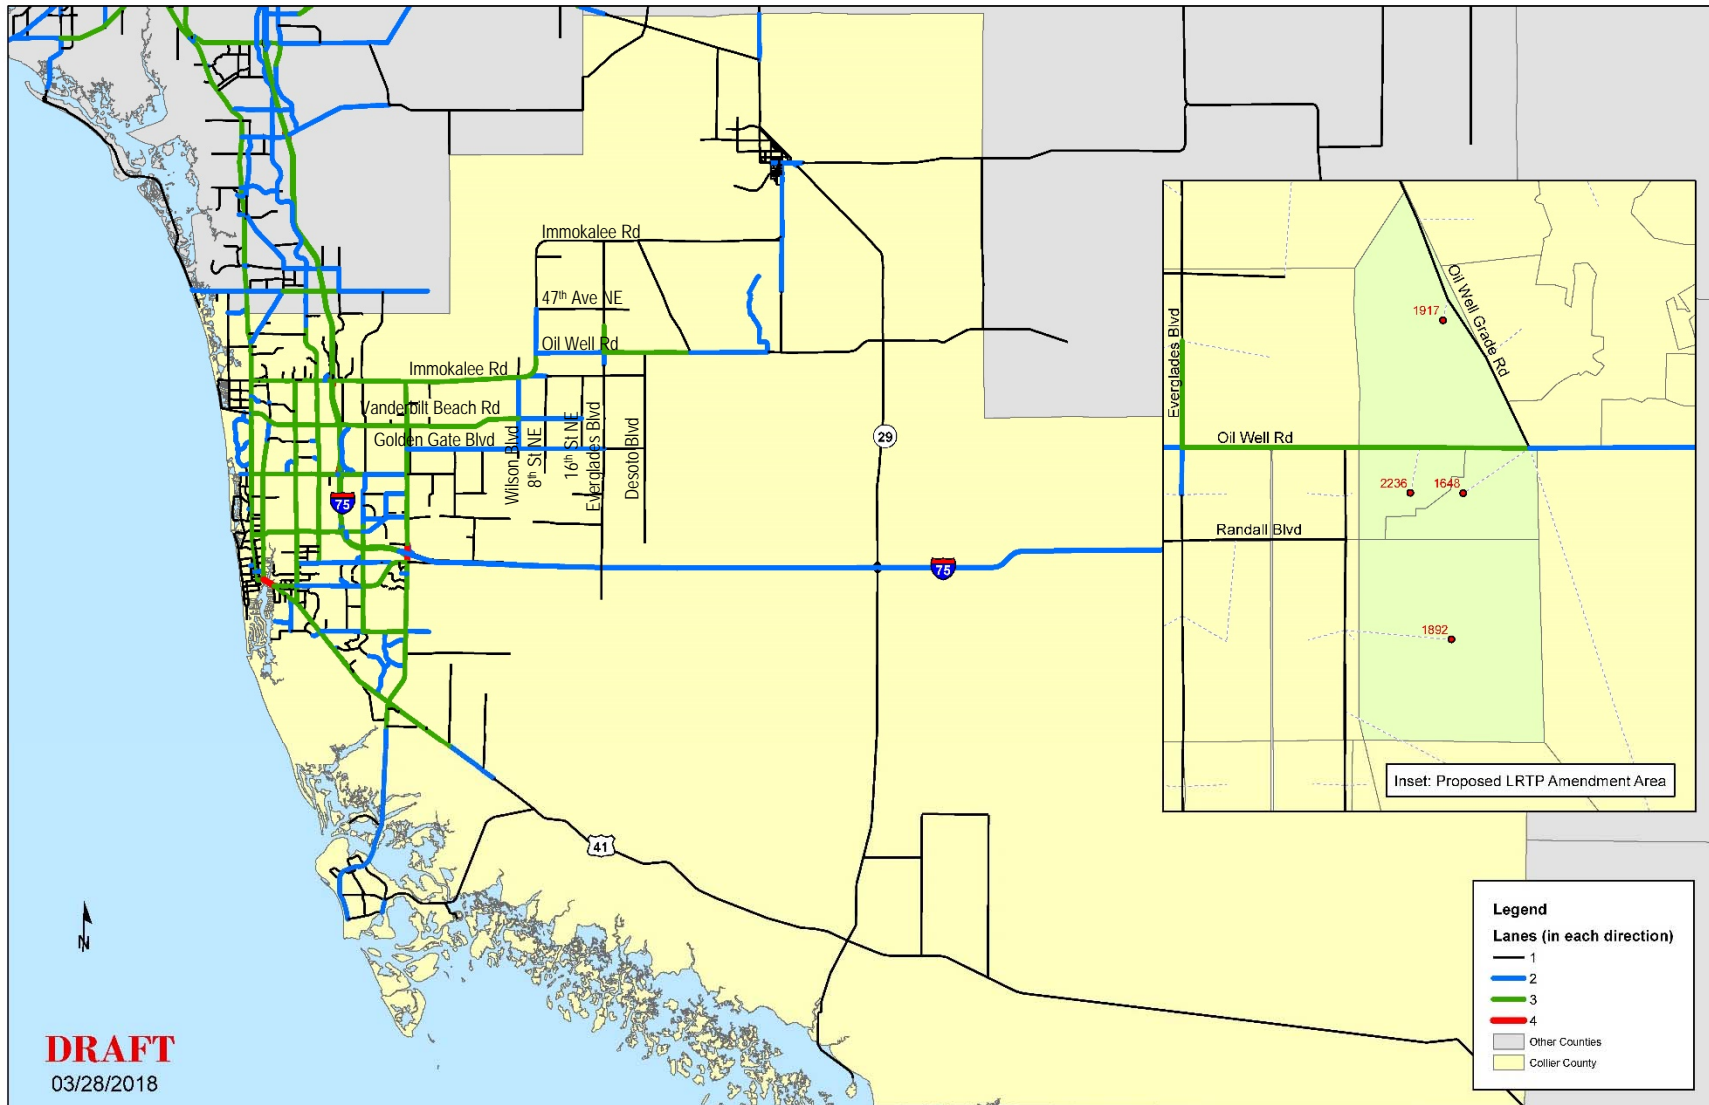 Immokalee Rd
47th Ave NE
Oil Well Rd
Immokalee Rd
Vanderbilt Beach Rd
Golden Gate Blvd
Wilson Blvd
8th St NE
16th St NE
Everglades Blvd
Desoto Blvd
29
75
75
41
Everglades Blvd
1917
Oil Well Grade Rd
Oil Well Rd
2236
1648
Randall Blvd
1892
Inset: Proposed LRTP Amendment Area
N
DRAFT
03/28/2018
Legend
Lanes (in each direction)
1
2
3
4
Other Counties
Collier County